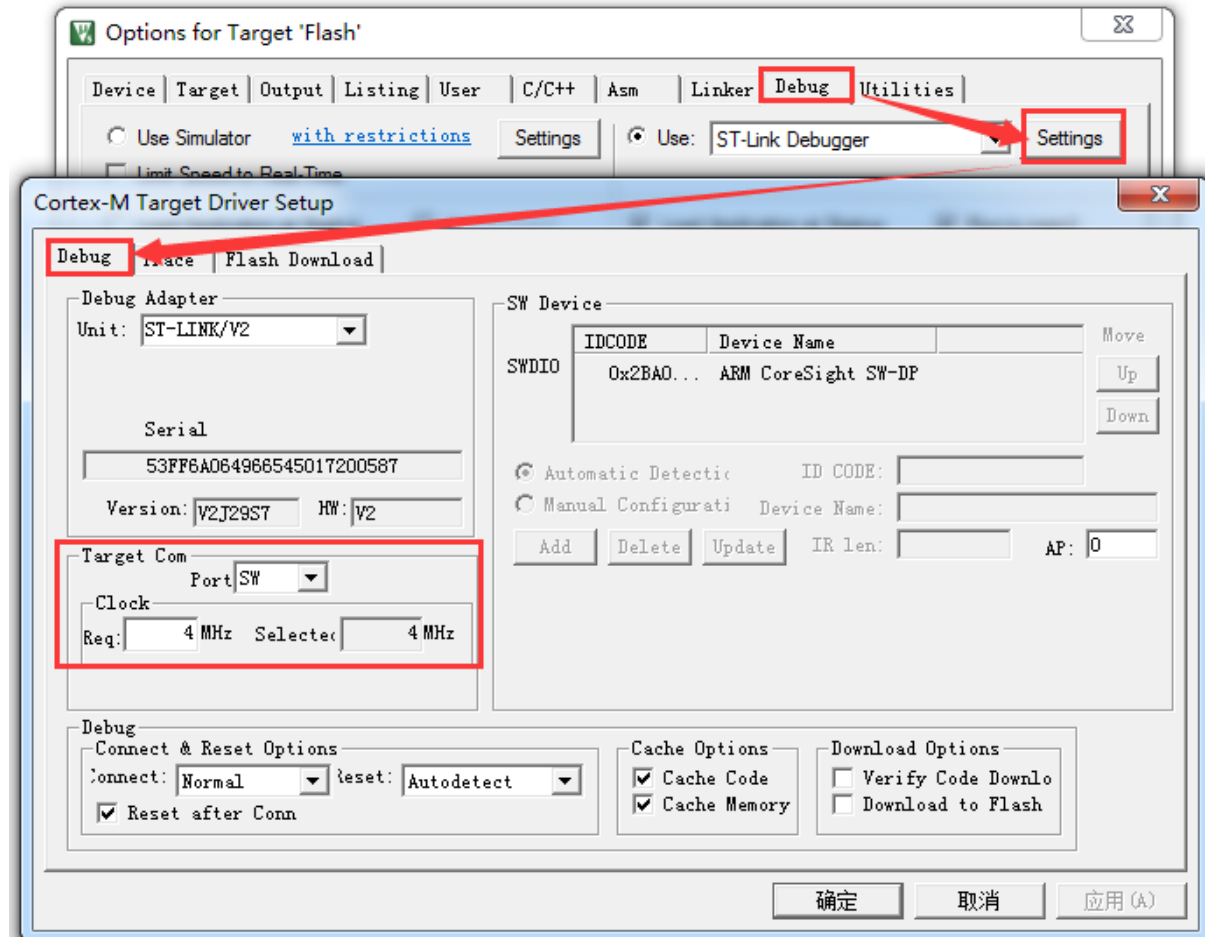 Options for Target 'Flash'
Device Target Output Listing User C/C++ Asm Linker Debug Utilities
Use Simulator with restrictions Settings Use: ST-Link Debugger Settings
Limit Speed to Real-Time
Cortex-M Target Driver Setup
Debug Trace Flash Download
Debug Adapter
Unit: ST-LINK/V2
Serial
53FF6A064966545017200587
Version: V2J29S7 HW: V2
Target Com
Port SW
Clock
Req: 4 MHz Selected 4 MHz
SW Device
IDCODE Device Name
SWDIO 0x2BA0... ARM CoreSight SW-DP
Move
Up
Down
Automatic Detectic ID CODE:
Manual Configurati Device Name:
Add Delete Update IR len: AP: 0
Debug
Connect & Reset Options
Connect: Normal Reset: Autodetect
Reset after Conn
Cache Options
Cache Code
Cache Memory
Download Options
Verify Code Downlo
Download to Flash
确定 取消 应用(A)